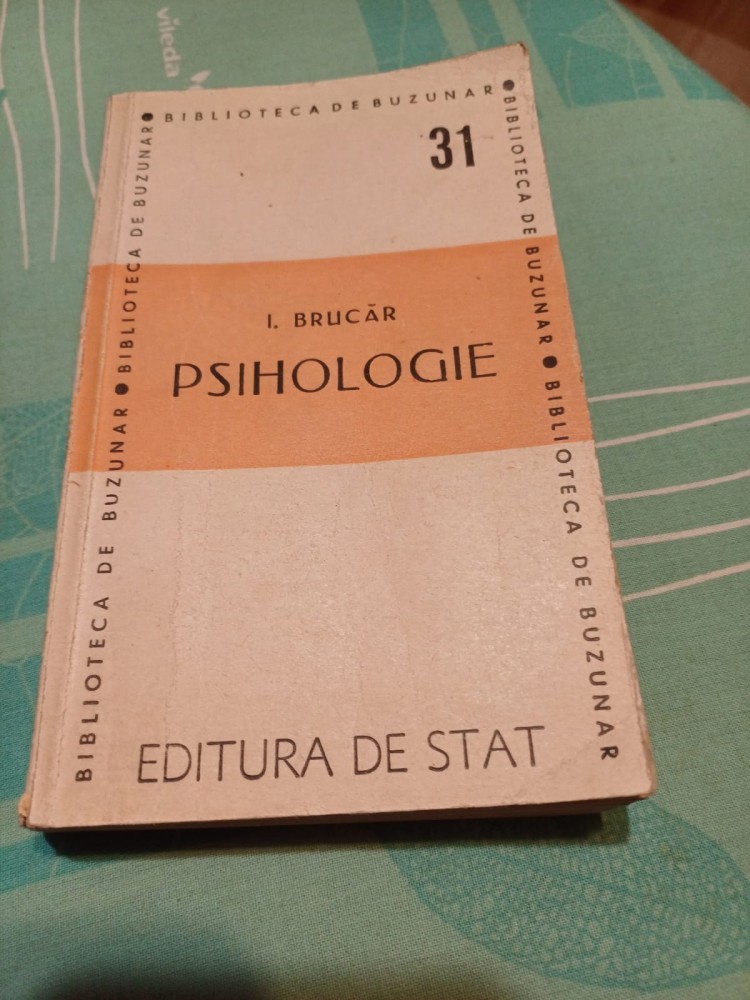 vileda
BIBLIOTECA DE BUZUNAR
31
BIBLIOTECA DE BUZUNAR ● BIBLIOTECA DE BUZUNAR ●
● BIBLIOTECA DE BUZUNAR ● BIBLIOTECA DE BUZUNAR
I. BRUCĂR
PSIHOLOGIE
EDITURA DE STAT